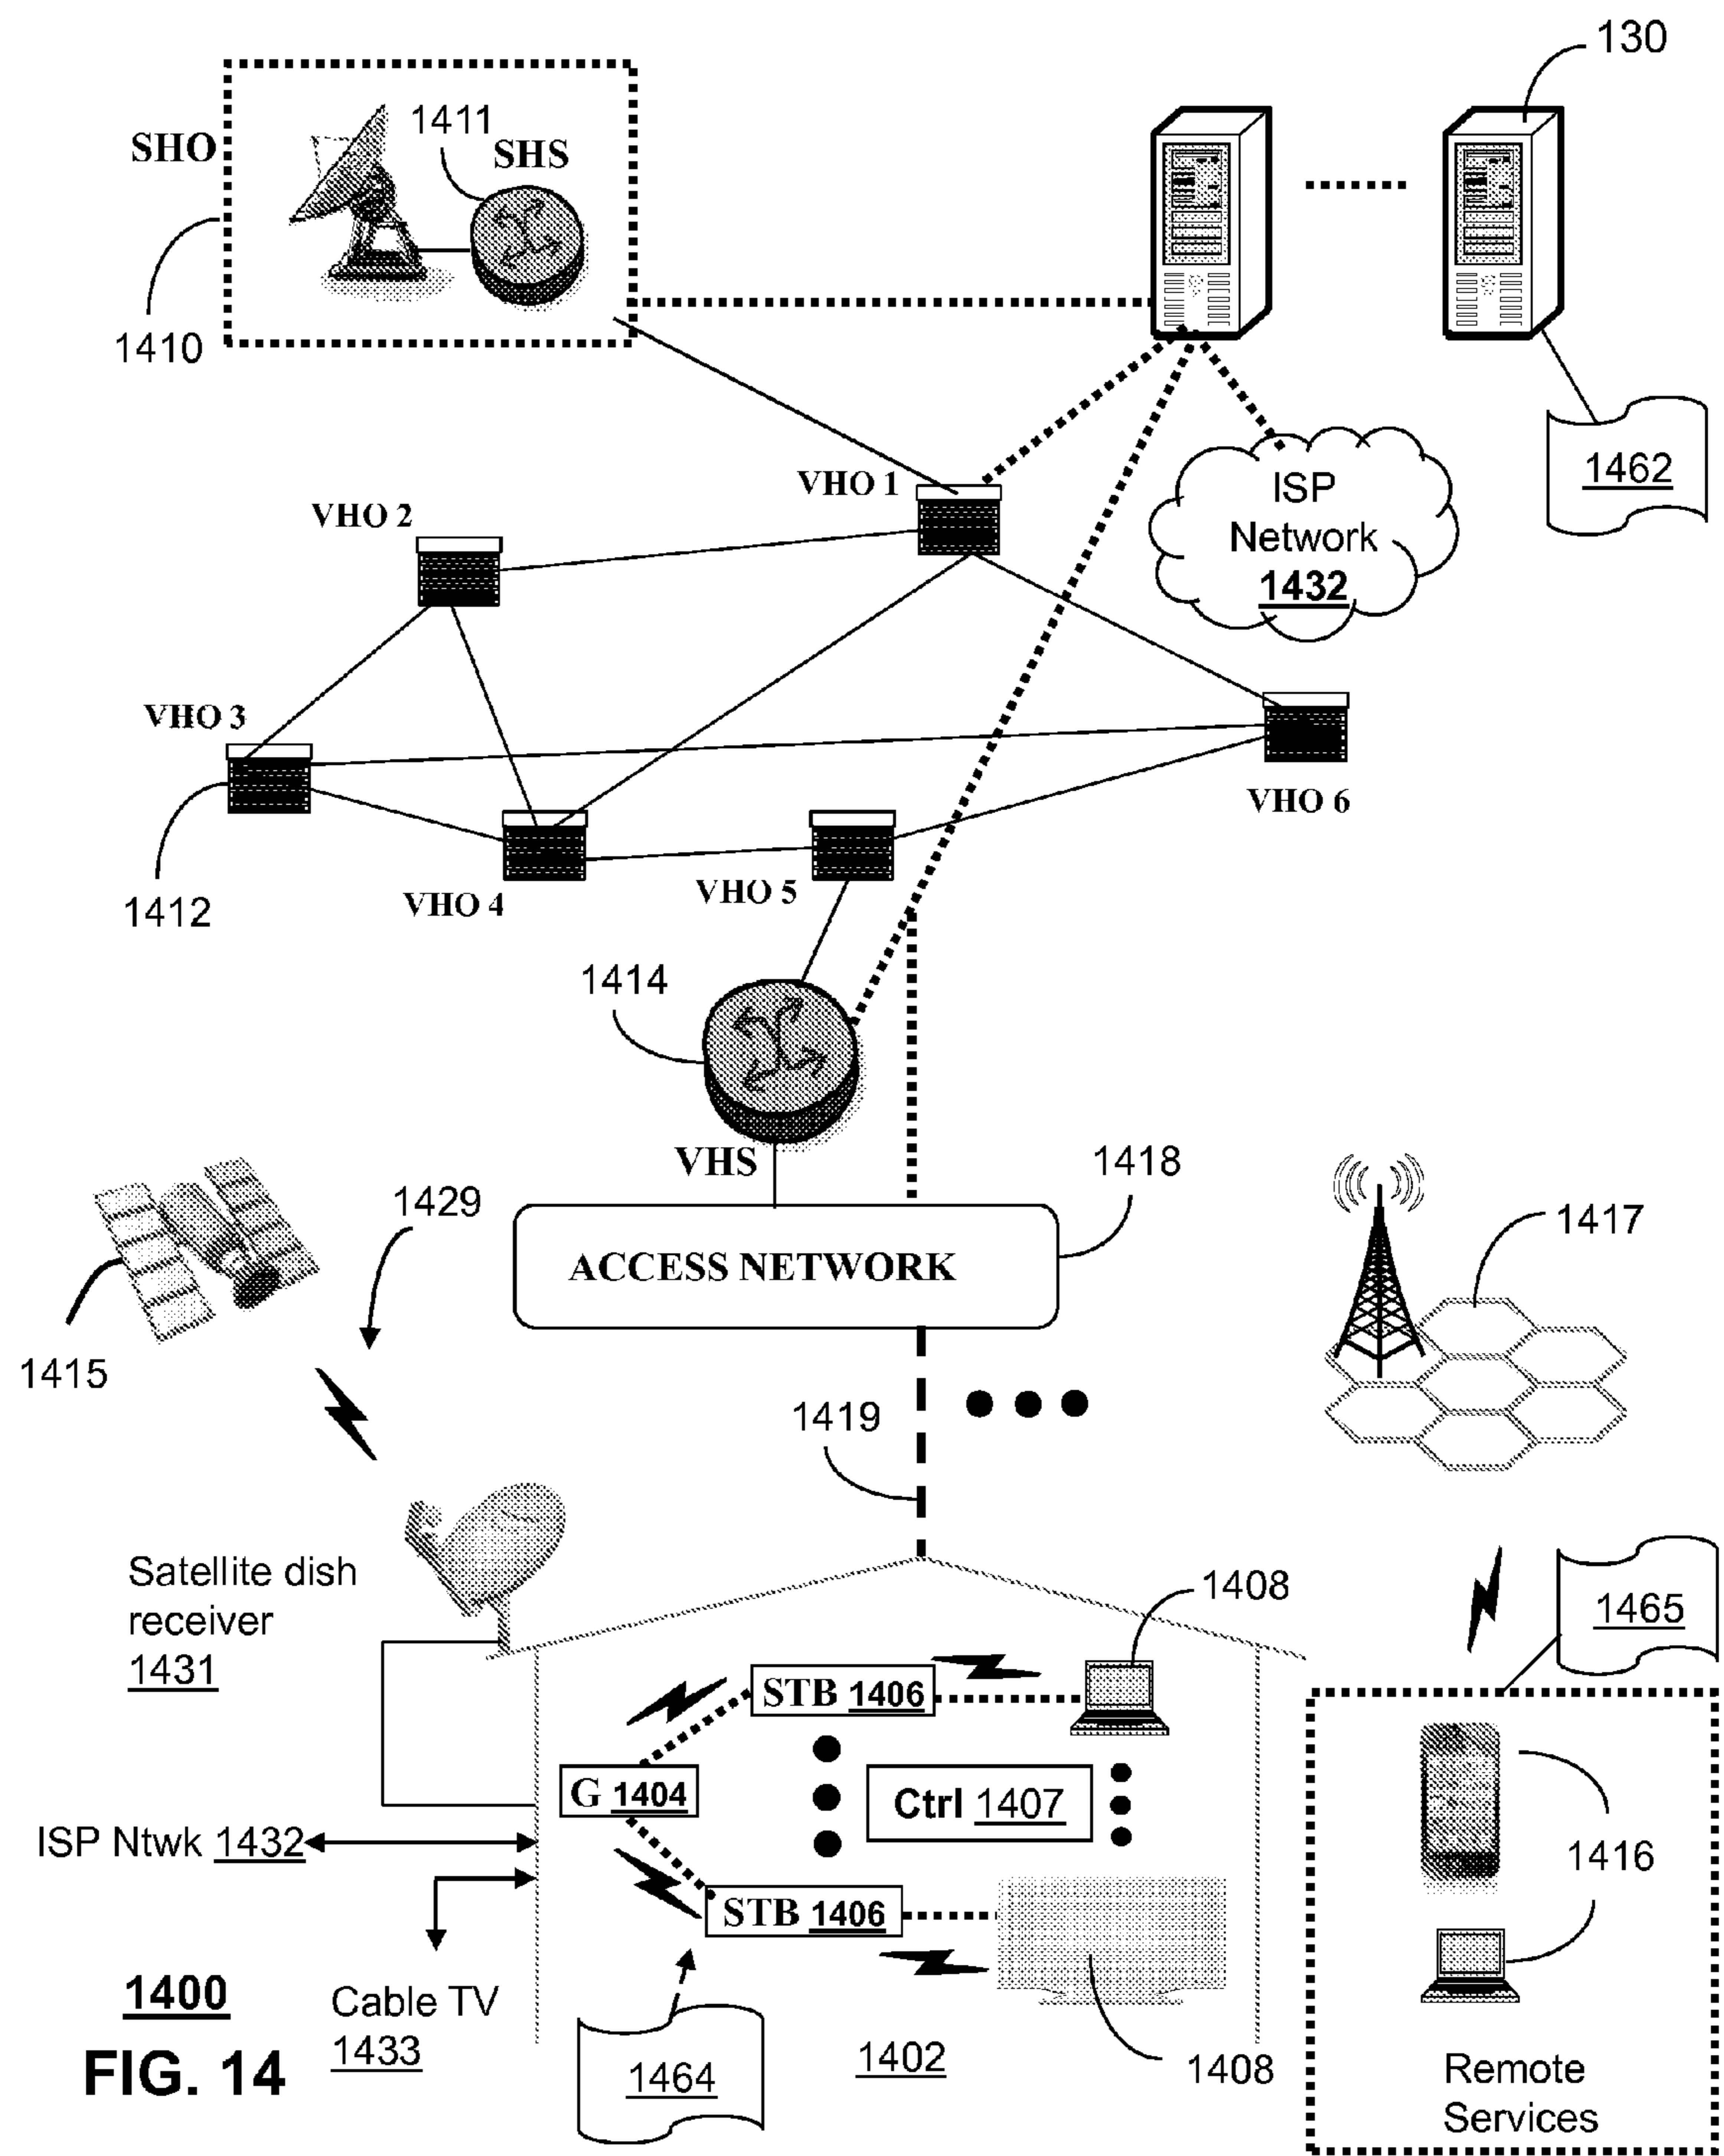 130
1411
SHO
SHS
1410
1462
ISP
Network
1432
VHO 1
VHO 2
VHO 3
VHO 6
1412
VHO 4
VHO 5
1414
VHS
1418
1429
1417
ACCESS NETWORK
1415
1419
Satellite dish
receiver
1431
1408
1465
STB 1406
G 1404
Ctrl 1407
ISP Ntwk 1432
1416
STB 1406
1400
Cable TV
1433
FIG. 14
1464
1402
1408
Remote
Services